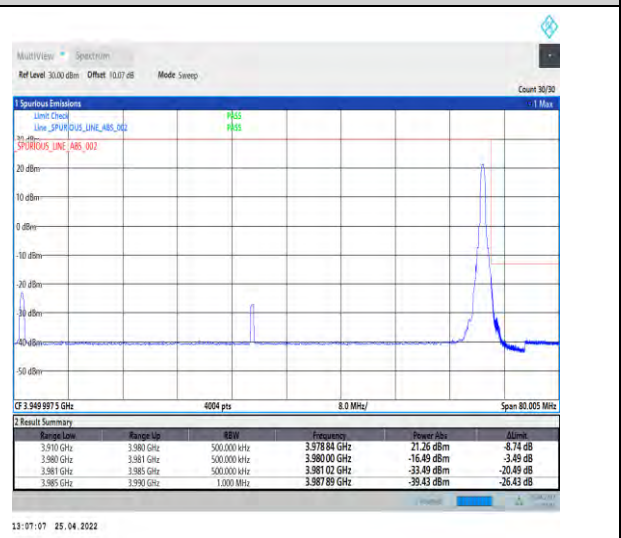 MultiView Spectrum
Ref Level 30.00 dBm Offset 10.07 dB Mode Sweep
Count 30/30
1 Spurious Emissions 1 Max
Limit Check PASS
Line _SPURIOUS_LINE_ABS_002 PASS
30 dBm
_SPURIOUS_LINE_ABS_002
20 dBm
10 dBm
0 dBm
-10 dBm
-20 dBm
-30 dBm
-40 dBm
-50 dBm
CF 3.949 997 5 GHz 4004 pts 8.0 MHz/ Span 80.005 MHz
2 Result Summary
Range Low Range Up RBW Frequency Power Abs ΔLimit
3.910 GHz 3.980 GHz 500.000 kHz 3.978 84 GHz 21.26 dBm -8.74 dB
3.980 GHz 3.981 GHz 500.000 kHz 3.980 00 GHz -16.49 dBm -3.49 dB
3.981 GHz 3.985 GHz 500.000 kHz 3.981 02 GHz -33.49 dBm -20.49 dB
3.985 GHz 3.990 GHz 1.000 MHz 3.987 89 GHz -39.43 dBm -26.43 dB
13:07:07 25.04.2022